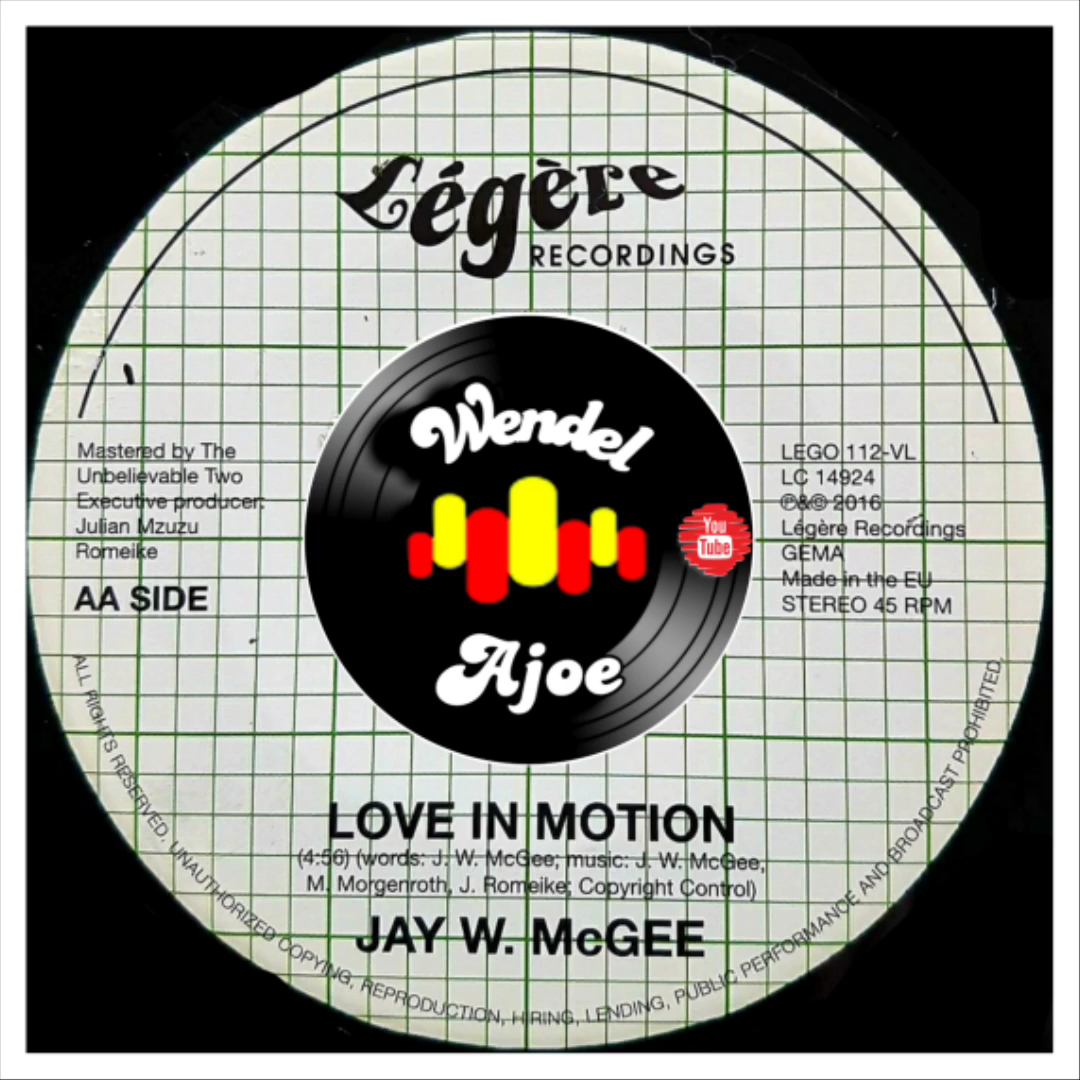 Légère
RECORDINGS
Wendel
Ajoe
You
Tube
Mastered by The
Unbelievable Two
Executive producer:
Julian Mzuzu
Romeike
AA SIDE
LEGO 112-VL
LC 14924
℗&© 2016
Légère Recordings
GEMA
Made in the EU
STEREO 45 RPM
LOVE IN MOTION
(4:56) (words: J. W. McGee; music: J. W. McGee,
M. Morgenroth, J. Romeike; Copyright Control)
JAY W. McGEE
ALL RIGHTS RESERVED. UNAUTHORIZED COPYING, REPRODUCTION, HIRING, LENDING, PUBLIC PERFORMANCE AND BROADCAST PROHIBITED.